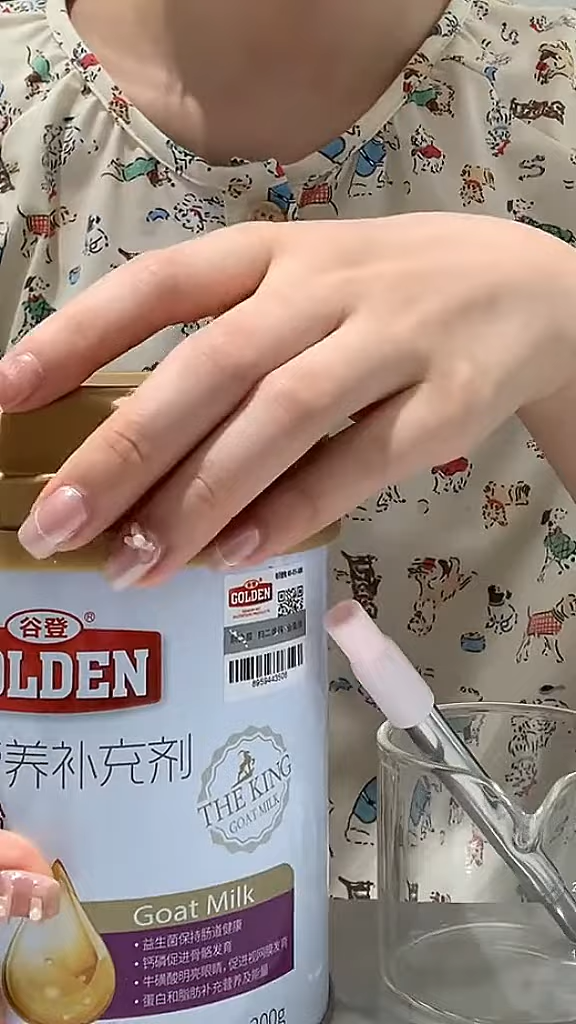 GOLDEN
谷登®
OLDEN
养补充剂
THE KING
GOAT MILK
Goat Milk
• 益生菌保持肠道健康
• 钙磷促进骨骼发育
• 牛磺酸明亮眼睛，促进视网膜发育
• 蛋白和脂肪补充营养及能量
200g